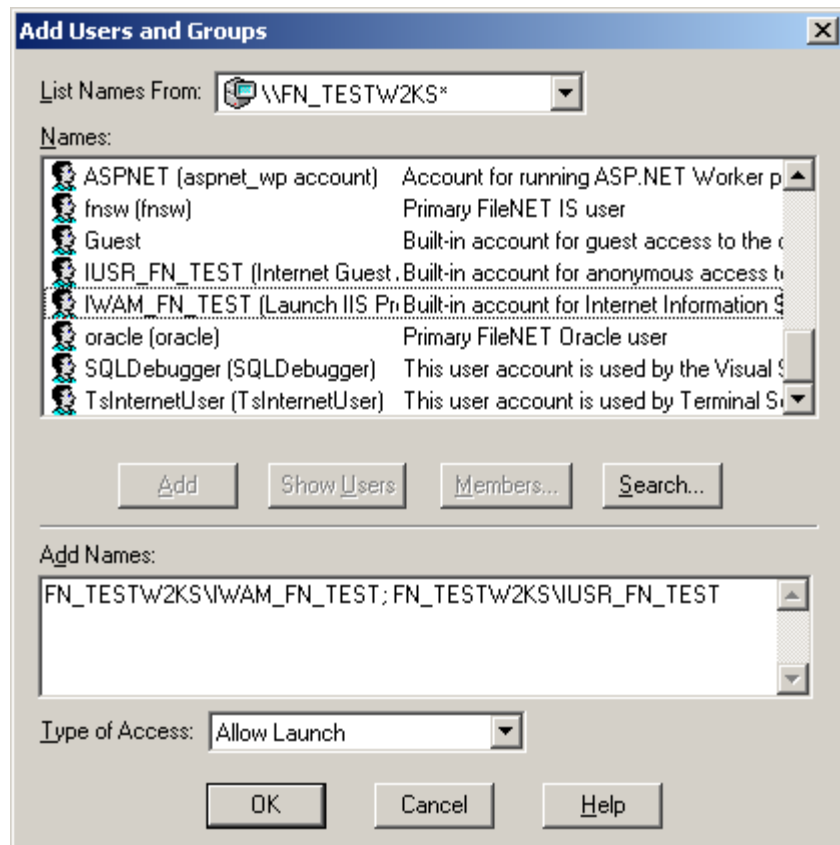 Add Users and Groups
List Names From: \\FN_TESTW2KS*
Names:
ASPNET (aspnet_wp account) Account for running ASP.NET Worker p
fnsw (fnsw) Primary FileNET IS user
Guest Built-in account for guest access to the c
IUSR_FN_TEST (Internet Guest . Built-in account for anonymous access to
IWAM_FN_TEST (Launch IIS Pr Built-in account for Internet Information S
oracle (oracle) Primary FileNET Oracle user
SQLDebugger (SQLDebugger) This user account is used by the Visual S
TsInternetUser (TsInternetUser) This user account is used by Terminal Se
Add Show Users Members... Search...
Add Names:
FN_TESTW2KS\IWAM_FN_TEST; FN_TESTW2KS\IUSR_FN_TEST
Type of Access: Allow Launch
OK Cancel Help